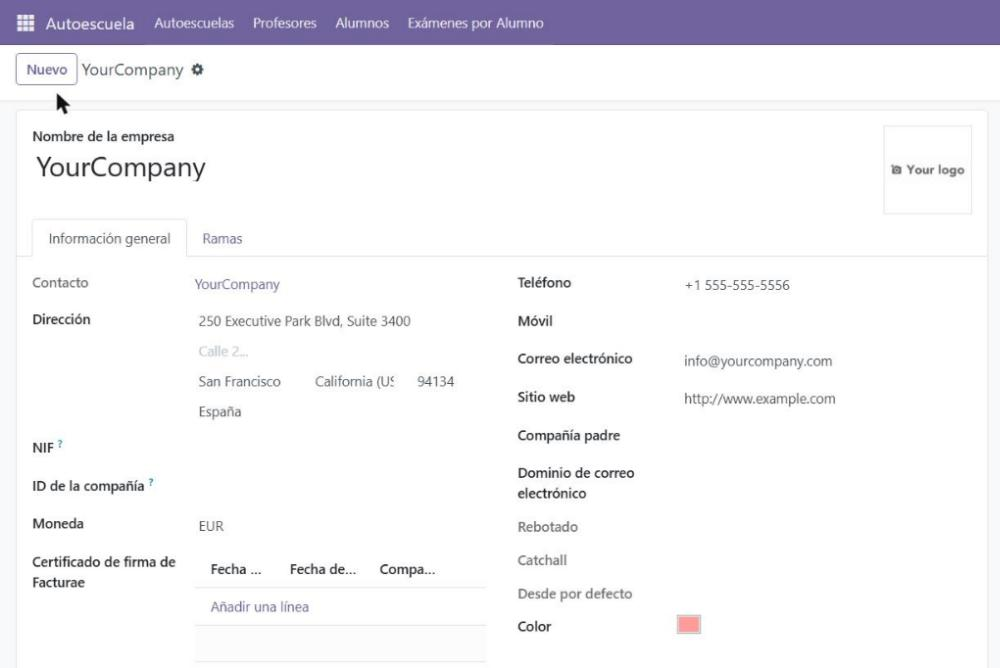 Autoescuela Autoescuelas Profesores Alumnos Exámenes por Alumno
Nuevo YourCompany
Nombre de la empresa
YourCompany
Your logo
Información general Ramas
Contacto YourCompany
Dirección 250 Executive Park Blvd, Suite 3400
Calle 2...
San Francisco California (US 94134
España
NIF ?
ID de la compañía ?
Moneda EUR
Certificado de firma de
Facturae
Fecha ... Fecha de... Compa...
Añadir una línea
Teléfono +1 555-555-5556
Móvil
Correo electrónico info@yourcompany.com
Sitio web http://www.example.com
Compañía padre
Dominio de correo
electrónico
Rebotado
Catchall
Desde por defecto
Color